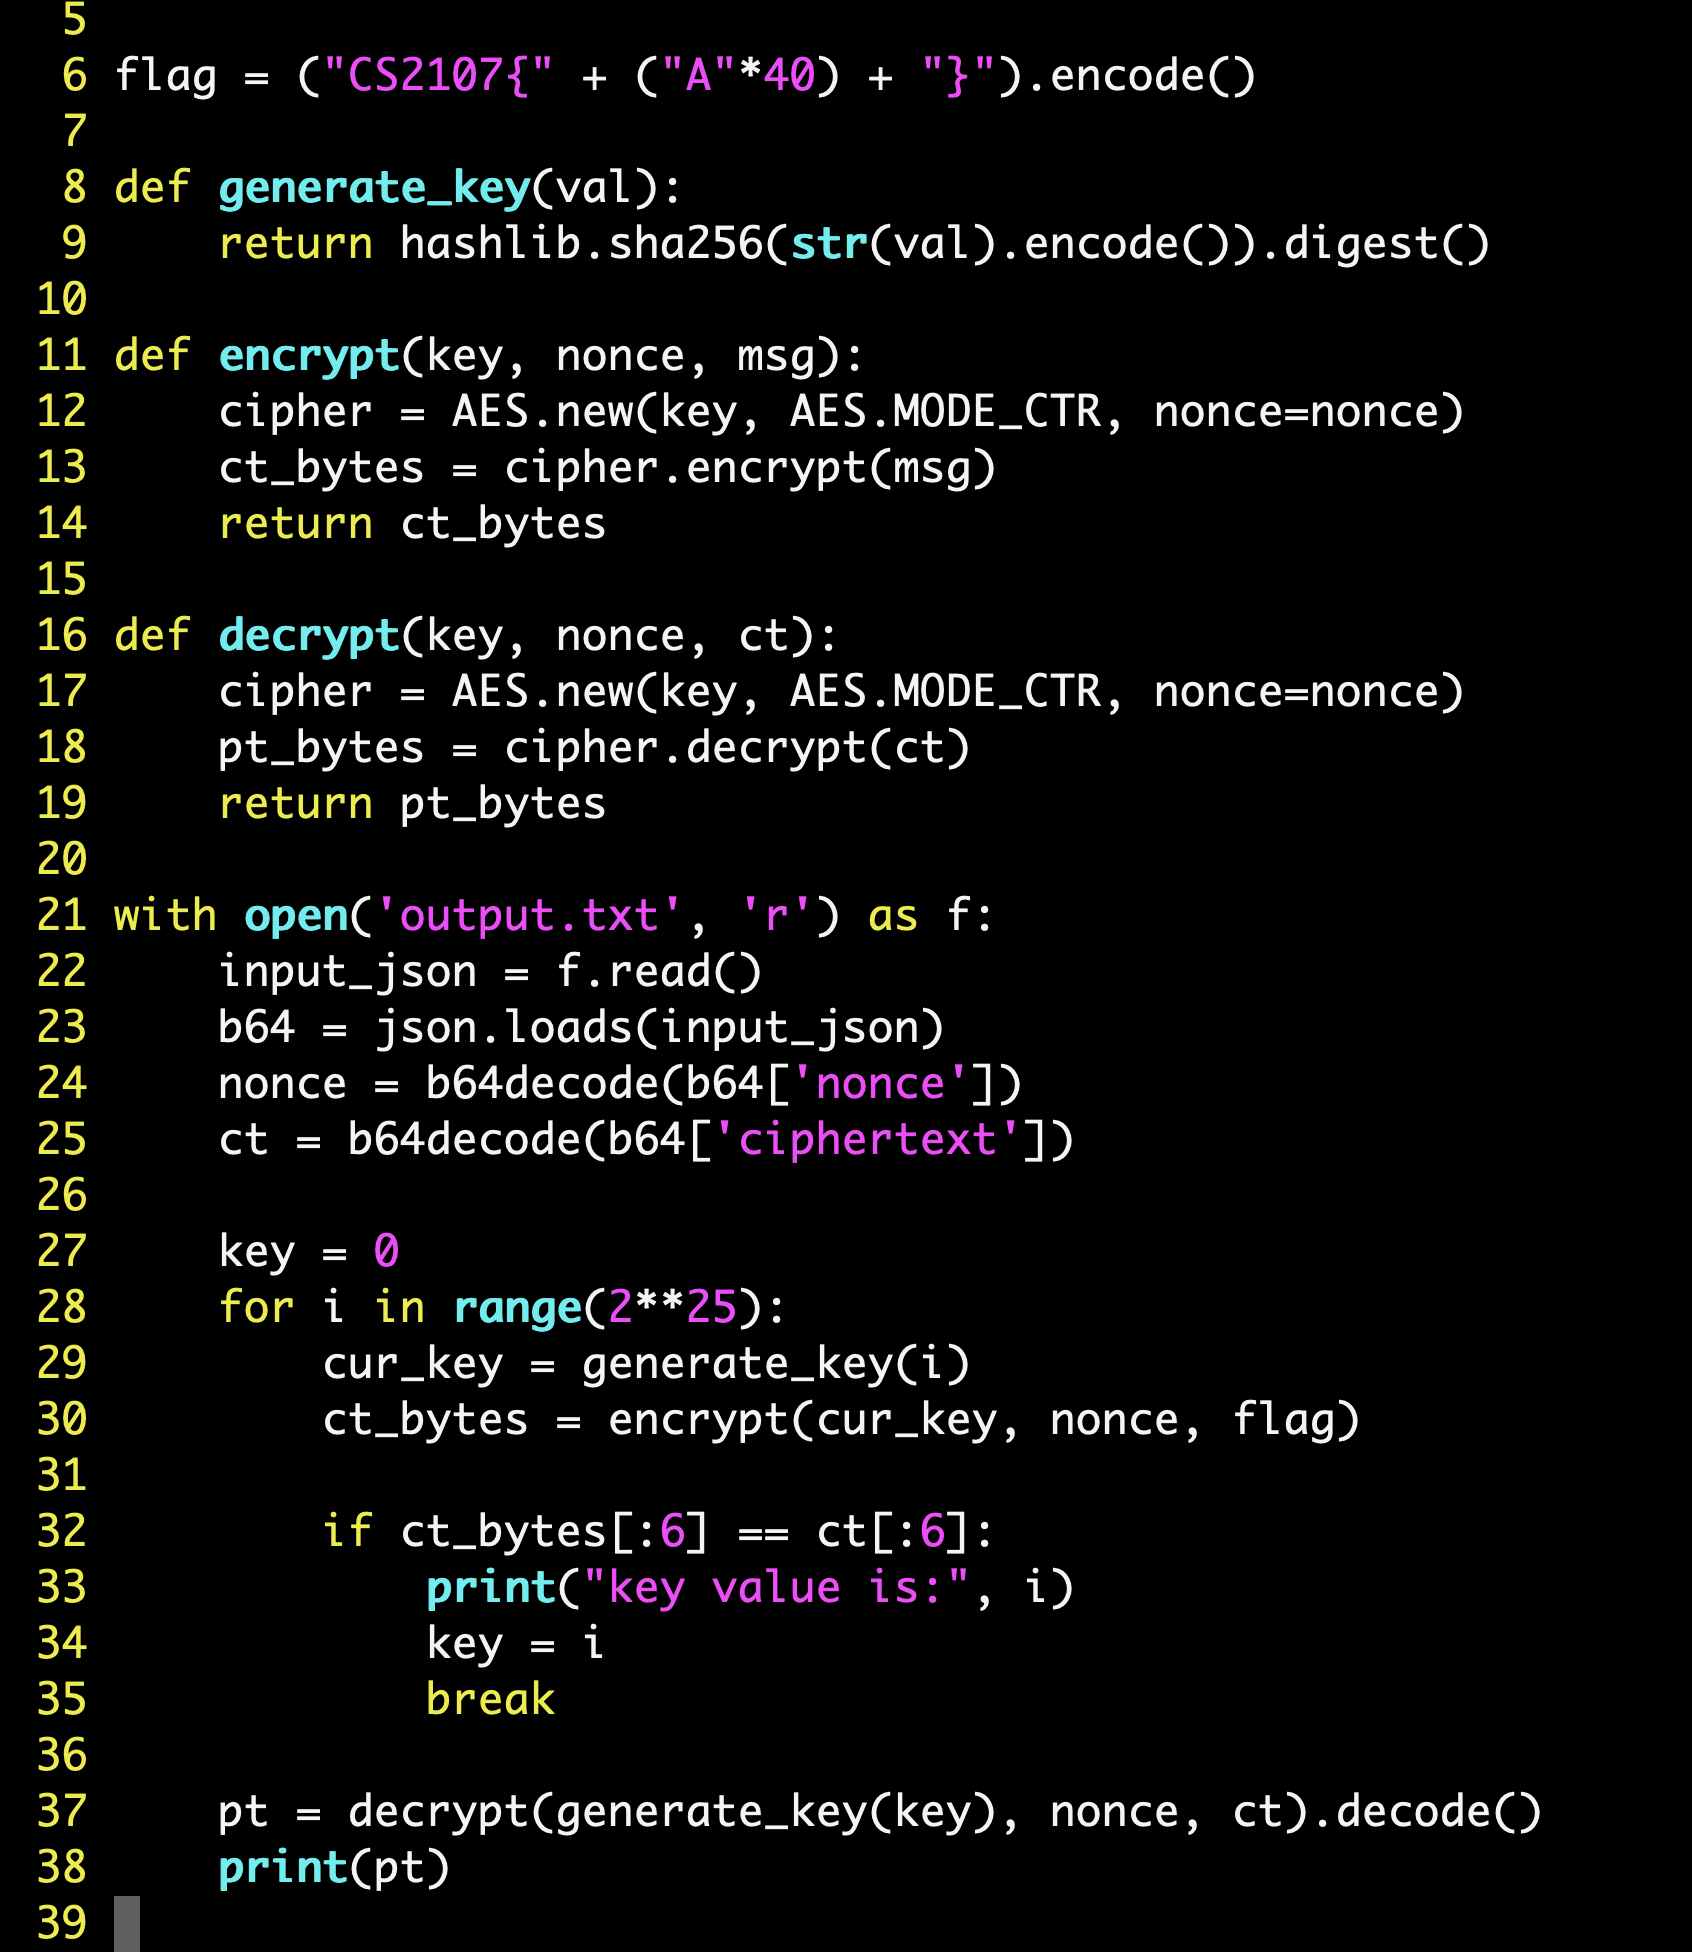 5
6 flag = ("CS2107{" + ("A"*40) + "}").encode()
7
8 def generate_key(val):
9     return hashlib.sha256(str(val).encode()).digest()
10
11 def encrypt(key, nonce, msg):
12     cipher = AES.new(key, AES.MODE_CTR, nonce=nonce)
13     ct_bytes = cipher.encrypt(msg)
14     return ct_bytes
15
16 def decrypt(key, nonce, ct):
17     cipher = AES.new(key, AES.MODE_CTR, nonce=nonce)
18     pt_bytes = cipher.decrypt(ct)
19     return pt_bytes
20
21 with open('output.txt', 'r') as f:
22     input_json = f.read()
23     b64 = json.loads(input_json)
24     nonce = b64decode(b64['nonce'])
25     ct = b64decode(b64['ciphertext'])
26
27     key = 0
28     for i in range(2**25):
29         cur_key = generate_key(i)
30         ct_bytes = encrypt(cur_key, nonce, flag)
31
32         if ct_bytes[:6] == ct[:6]:
33             print("key value is:", i)
34             key = i
35             break
36
37     pt = decrypt(generate_key(key), nonce, ct).decode()
38     print(pt)
39